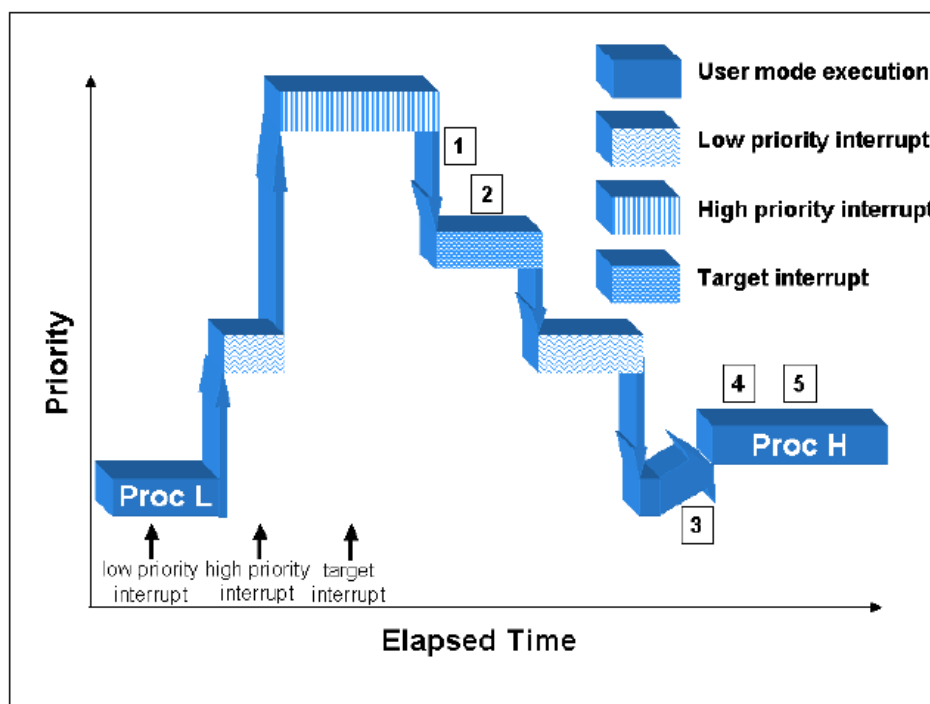 User mode execution
Low priority interrupt
High priority interrupt
Target interrupt
1
2
Priority
4
5
Proc H
Proc L
3
low priority
interrupt
high priority
interrupt
target
interrupt
Elapsed Time